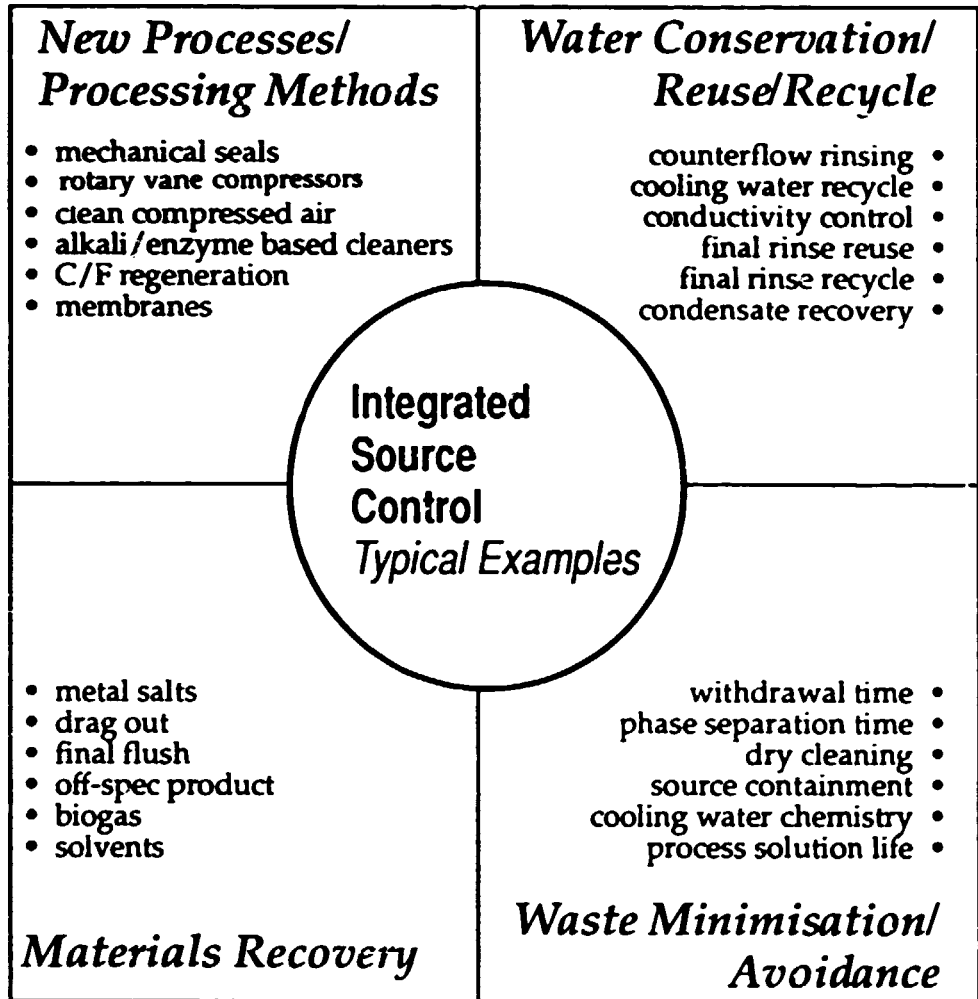 New Processes/
Processing Methods
• mechanical seals
• rotary vane compressors
• clean compressed air
• alkali/enzyme based cleaners
• C/F regeneration
• membranes
Water Conservation/
Reuse/Recycle
counterflow rinsing •
cooling water recycle •
conductivity control •
final rinse reuse •
final rinse recycle •
condensate recovery •
Integrated
Source
Control
Typical Examples
• metal salts
• drag out
• final flush
• off-spec product
• biogas
• solvents
Materials Recovery
withdrawal time •
phase separation time •
dry cleaning •
source containment •
cooling water chemistry •
process solution life •
Waste Minimisation/
Avoidance